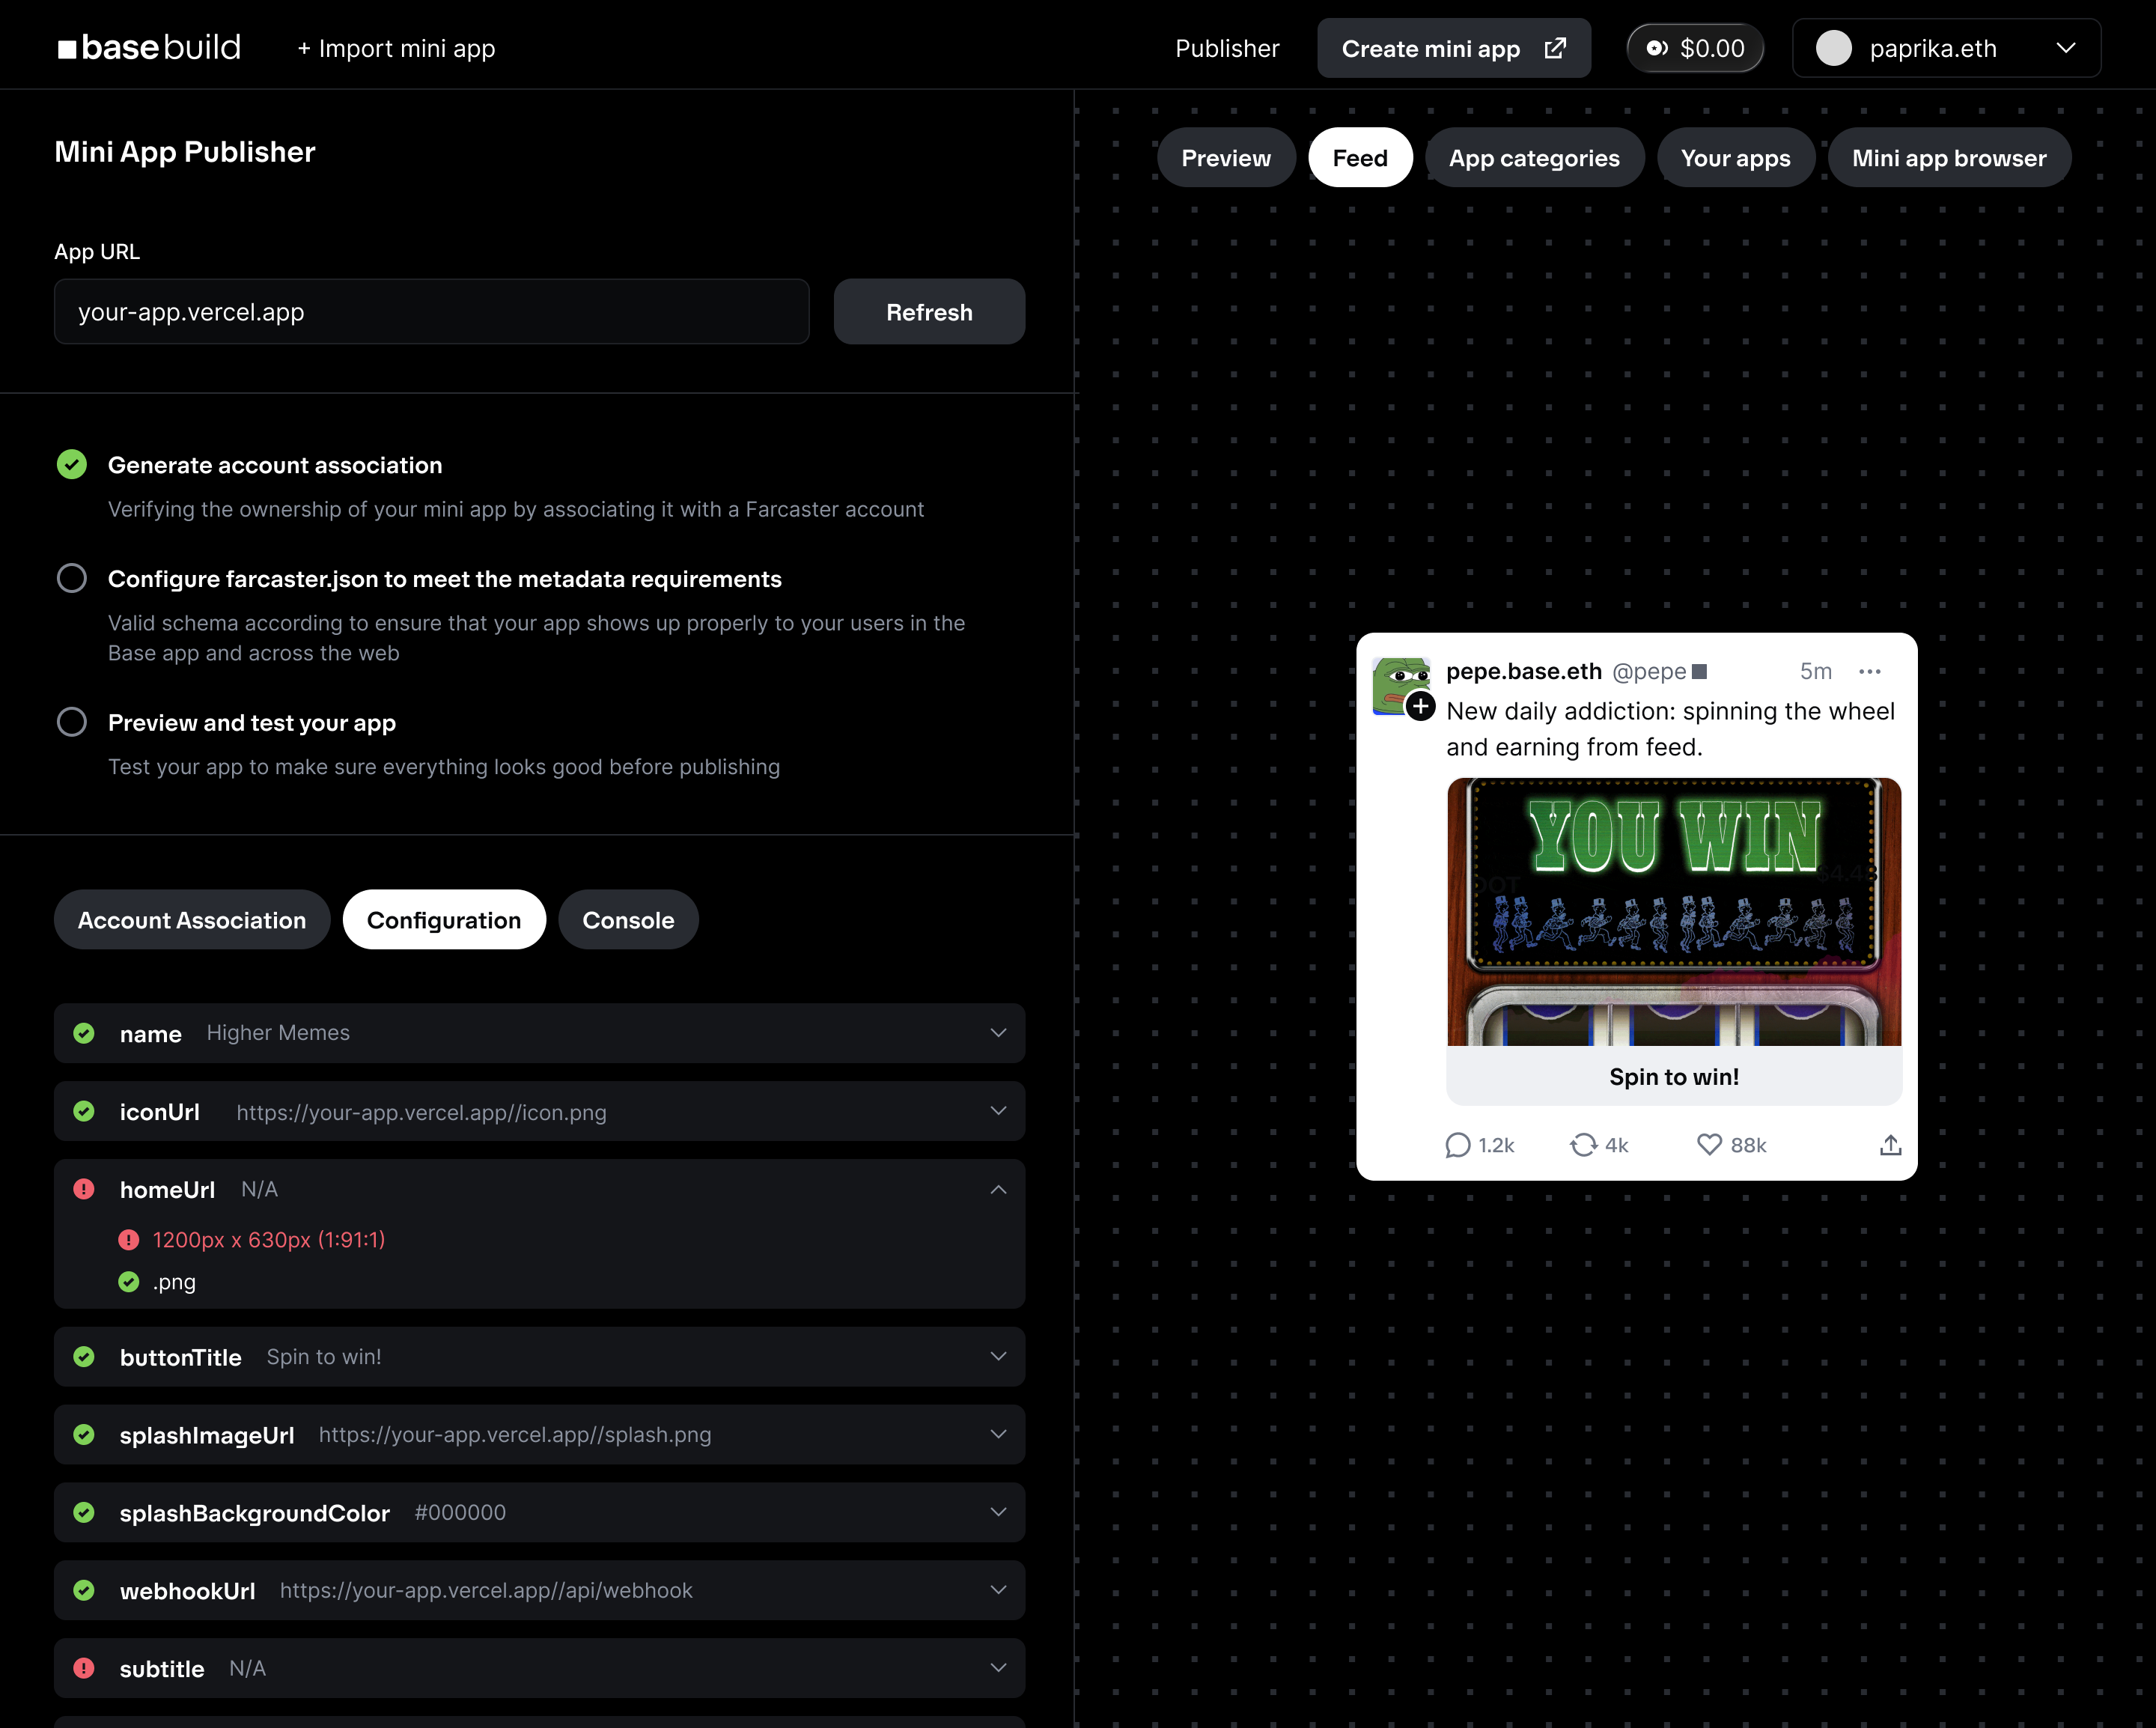 base build
+ Import mini app
Publisher
Create mini app
$0.00
paprika.eth
Mini App Publisher
App URL
your-app.vercel.app
Refresh
Generate account association
Verifying the ownership of your mini app by associating it with a Farcaster account
Configure farcaster.json to meet the metadata requirements
Valid schema according to ensure that your app shows up properly to your users in the
Base app and across the web
Preview and test your app
Test your app to make sure everything looks good before publishing
Account Association
Configuration
Console
name Higher Memes
iconUrl https://your-app.vercel.app//icon.png
homeUrl N/A
1200px x 630px (1:91:1)
.png
buttonTitle Spin to win!
splashImageUrl https://your-app.vercel.app//splash.png
splashBackgroundColor #000000
webhookUrl https://your-app.vercel.app//api/webhook
subtitle N/A
Preview
Feed
App categories
Your apps
Mini app browser
pepe.base.eth @pepe 5m
New daily addiction: spinning the wheel
and earning from feed.
YOU WIN
Spin to win!
1.2k 4k 88k